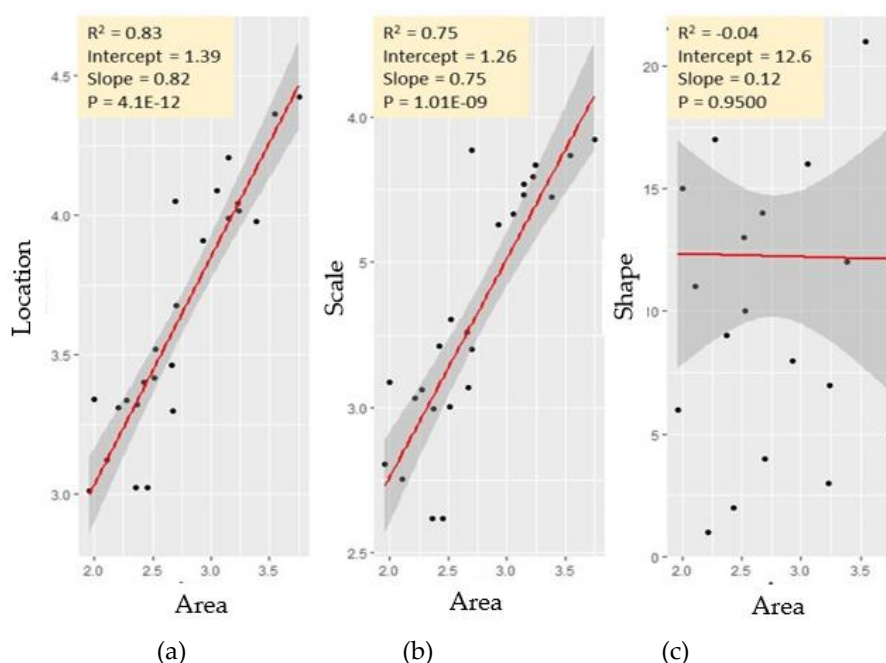 R² = 0.83
Intercept = 1.39
Slope = 0.82
P = 4.1E-12
4.5
4.0
3.5
3.0
Location
2.0 2.5 3.0 3.5
Area
(a)
R² = 0.75
Intercept = 1.26
Slope = 0.75
P = 1.01E-09
4.0
5
3.0
2.5
Scale
2.0 2.5 3.0 3.5
Area
(b)
R² = -0.04
Intercept = 12.6
Slope = 0.12
P = 0.9500
20
15
10
5
0
Shape
2.0 2.5 3.0 3.5
Area
(c)